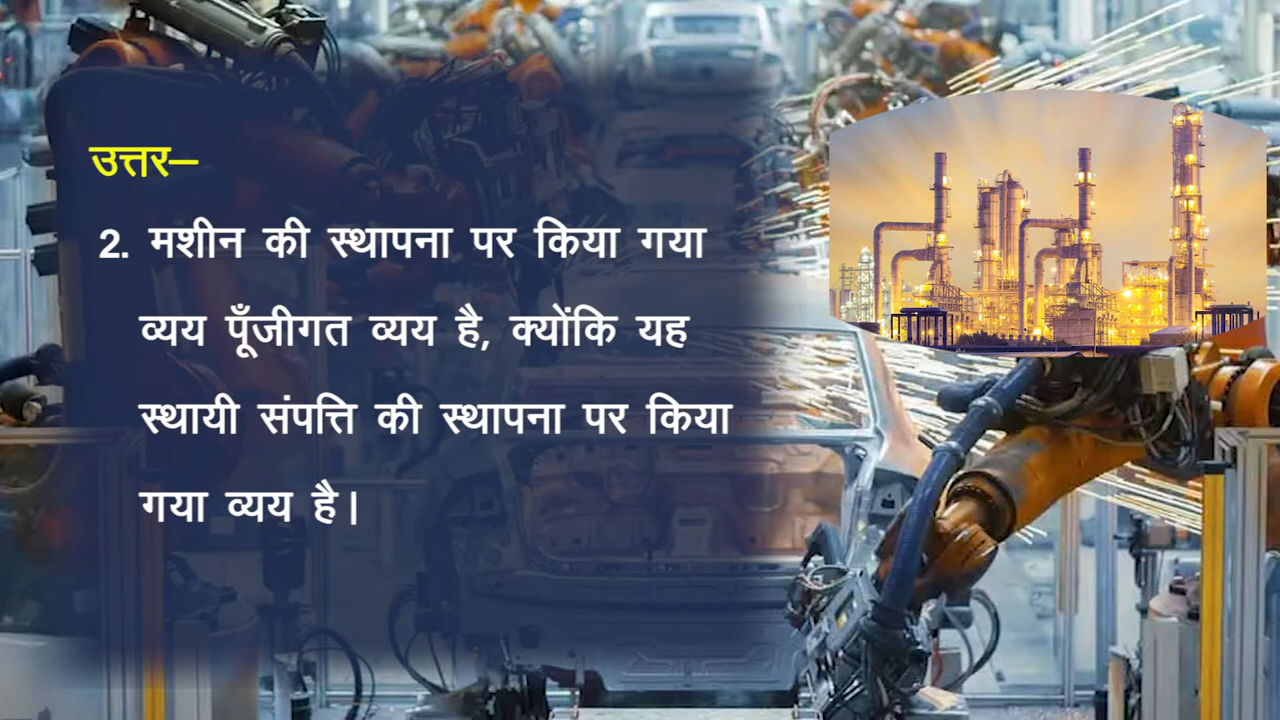 उत्तर–
2. मशीन की स्थापना पर किया गया
व्यय पूँजीगत व्यय है, क्योंकि यह
स्थायी संपत्ति की स्थापना पर किया
गया व्यय है।